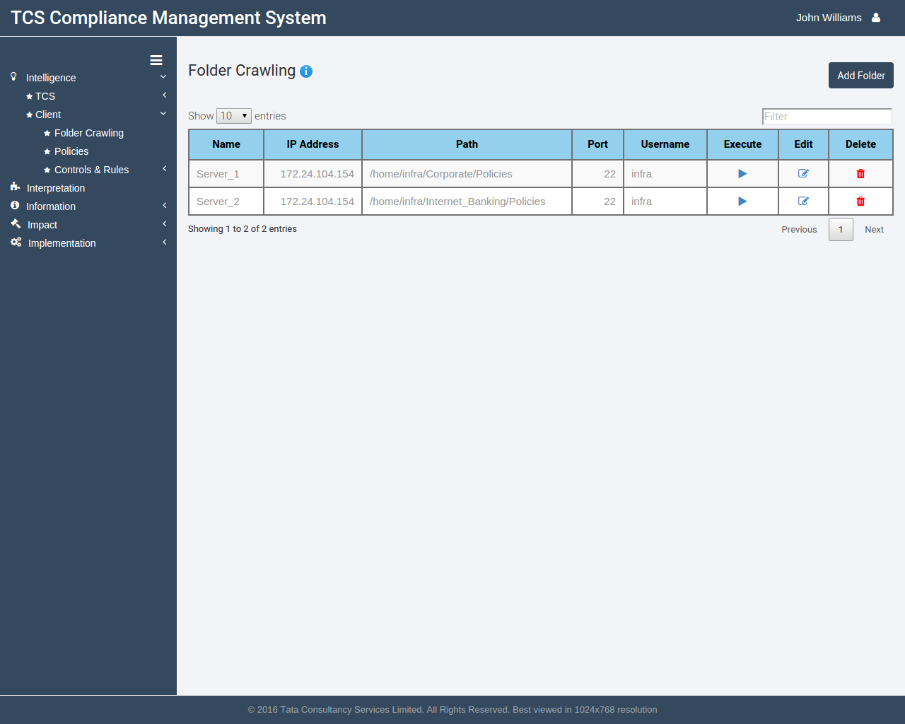 TCS Compliance Management System
John Williams
Intelligence
TCS
Client
Folder Crawling
Policies
Controls & Rules
Interpretation
Information
Impact
Implementation
Folder Crawling
Add Folder
Show 10 entries
Filter
Name IP Address Path Port Username Execute Edit Delete
Server_1 172.24.104.154 /home/infra/Corporate/Policies 22 infra
Server_2 172.24.104.154 /home/infra/Internet_Banking/Policies 22 infra
Showing 1 to 2 of 2 entries
Previous 1 Next
© 2016 Tata Consultancy Services Limited. All Rights Reserved. Best viewed in 1024x768 resolution